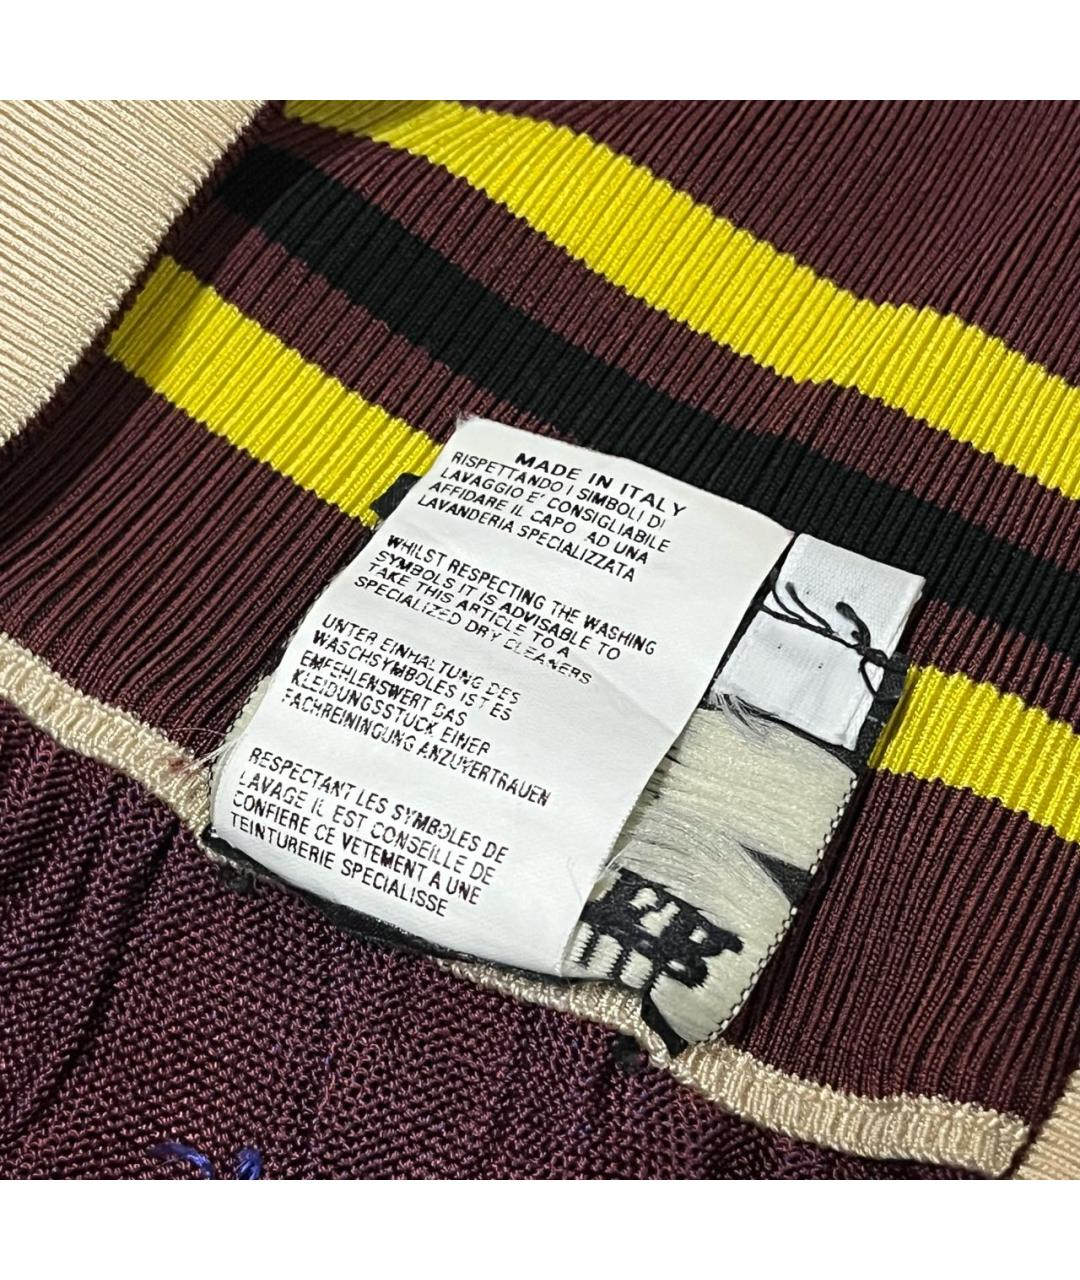 MADE IN ITALY
RISPETTANDO I SIMBOLI DI
LAVAGGIO E' CONSIGLIABILE
AFFIDARE IL CAPO AD UNA
LAVANDERIA SPECIALIZZATA
WHILST RESPECTING THE WASHING
SYMBOLS IT IS ADVISABLE TO
TAKE THIS ARTICLE TO A
SPECIALIZED DRY CLEANERS
UNTER EINHALTUNG DES
WASCHSYMBOLES IST ES
EMFEHLENSWERT DAS
KLEIDUNGSSTUCK EINER
FACHREININGUNG ANZUVERTRAUEN
RESPECTANT LES SYMBOLES DE
LAVAGE IL EST CONSEILLE DE
CONFIERE CE VETEMENT A UNE
TEINTURERIE SPECIALISSE